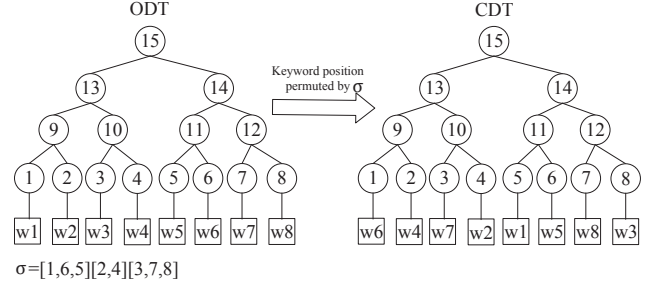 ODT CDT
15 15
Keyword position
permuted by σ
13 14 13 14
9 10 11 12 9 10 11 12
1 2 3 4 5 6 7 8 1 2 3 4 5 6 7 8
w1 w2 w3 w4 w5 w6 w7 w8 w6 w4 w7 w2 w1 w5 w8 w3
σ=[1,6,5][2,4][3,7,8]